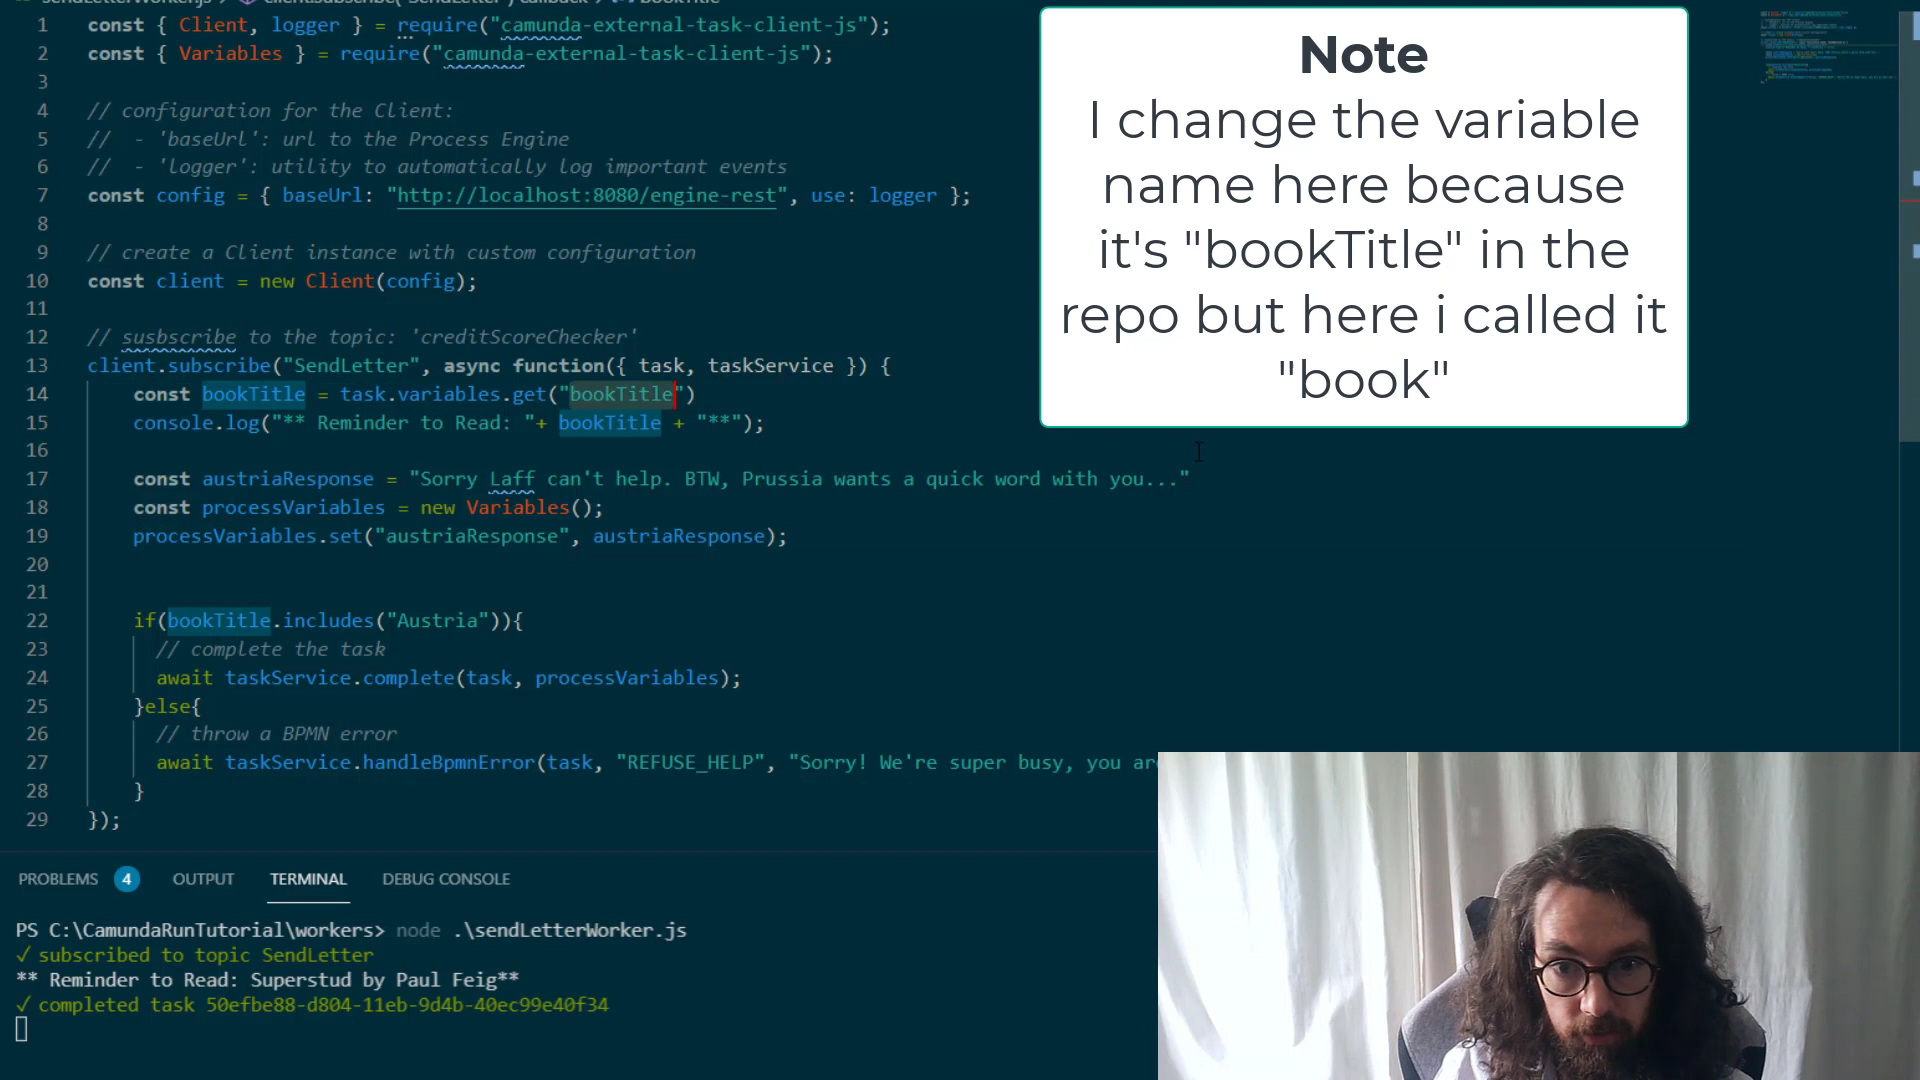 1 const { Client, logger } = require("camunda-external-task-client-js");
2 const { Variables } = require("camunda-external-task-client-js");
3
4 // configuration for the Client:
5 //  - 'baseUrl': url to the Process Engine
6 //  - 'logger': utility to automatically log important events
7 const config = { baseUrl: "http://localhost:8080/engine-rest", use: logger };
8
9 // create a Client instance with custom configuration
10 const client = new Client(config);
11
12 // susbscribe to the topic: 'creditScoreChecker'
13 client.subscribe("SendLetter", async function({ task, taskService }) {
14 const bookTitle = task.variables.get("bookTitle")
15 console.log("** Reminder to Read: "+ bookTitle + "**");
16
17 const austriaResponse = "Sorry Laff can't help. BTW, Prussia wants a quick word with you..."
18 const processVariables = new Variables();
19 processVariables.set("austriaResponse", austriaResponse);
20
21
22 if(bookTitle.includes("Austria")){
23 // complete the task
24 await taskService.complete(task, processVariables);
25 }else{
26 // throw a BPMN error
27 await taskService.handleBpmnError(task, "REFUSE_HELP", "Sorry! We're super busy, you
28 }
29 });
Note
I change the variable
name here because
it's "bookTitle" in the
repo but here i called it
"book"
PROBLEMS 4 OUTPUT TERMINAL DEBUG CONSOLE
PS C:\CamundaRunTutorial\workers> node .\sendLetterWorker.js
✓ subscribed to topic SendLetter
** Reminder to Read: Superstud by Paul Feig**
✓ completed task 50efbe88-d804-11eb-9d4b-40ec99e40f34